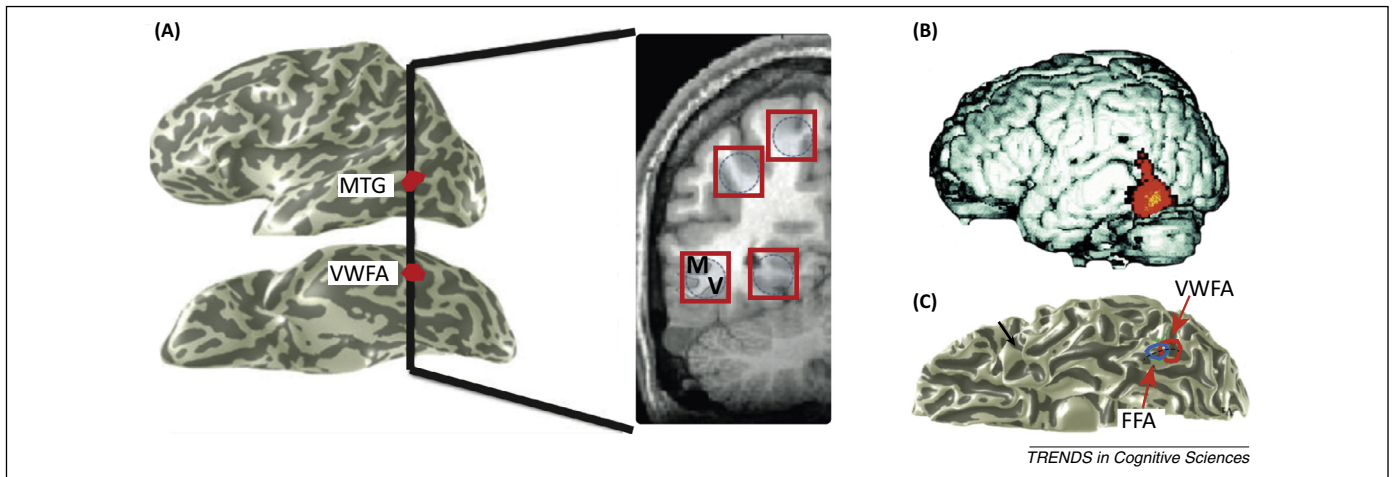 (A)
MTG
VWFA
M
V
(B)
(C)
VWFA
FFA
TRENDS in Cognitive Sciences